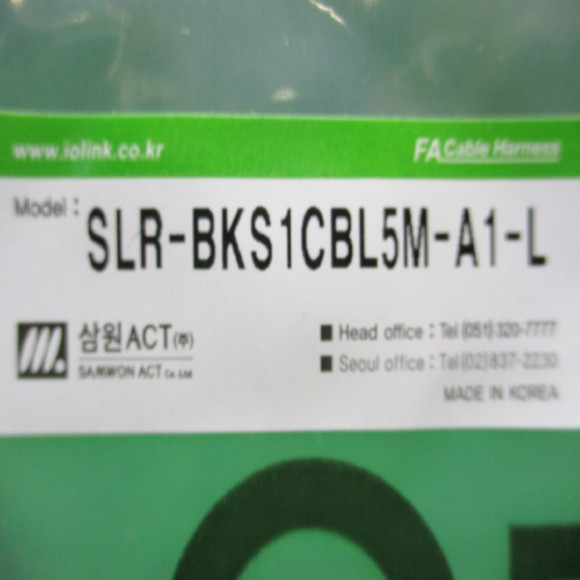 www.iolink.co.kr
FA Cable Harness
Model : SLR-BKS1CBL5M-A1-L
삼원ACT(주)
SAMWON ACT Co.,Ltd
■ Head office : Tel (051) 320-7777
■ Seoul office : Tel (02) 837-2230
MADE IN KOREA